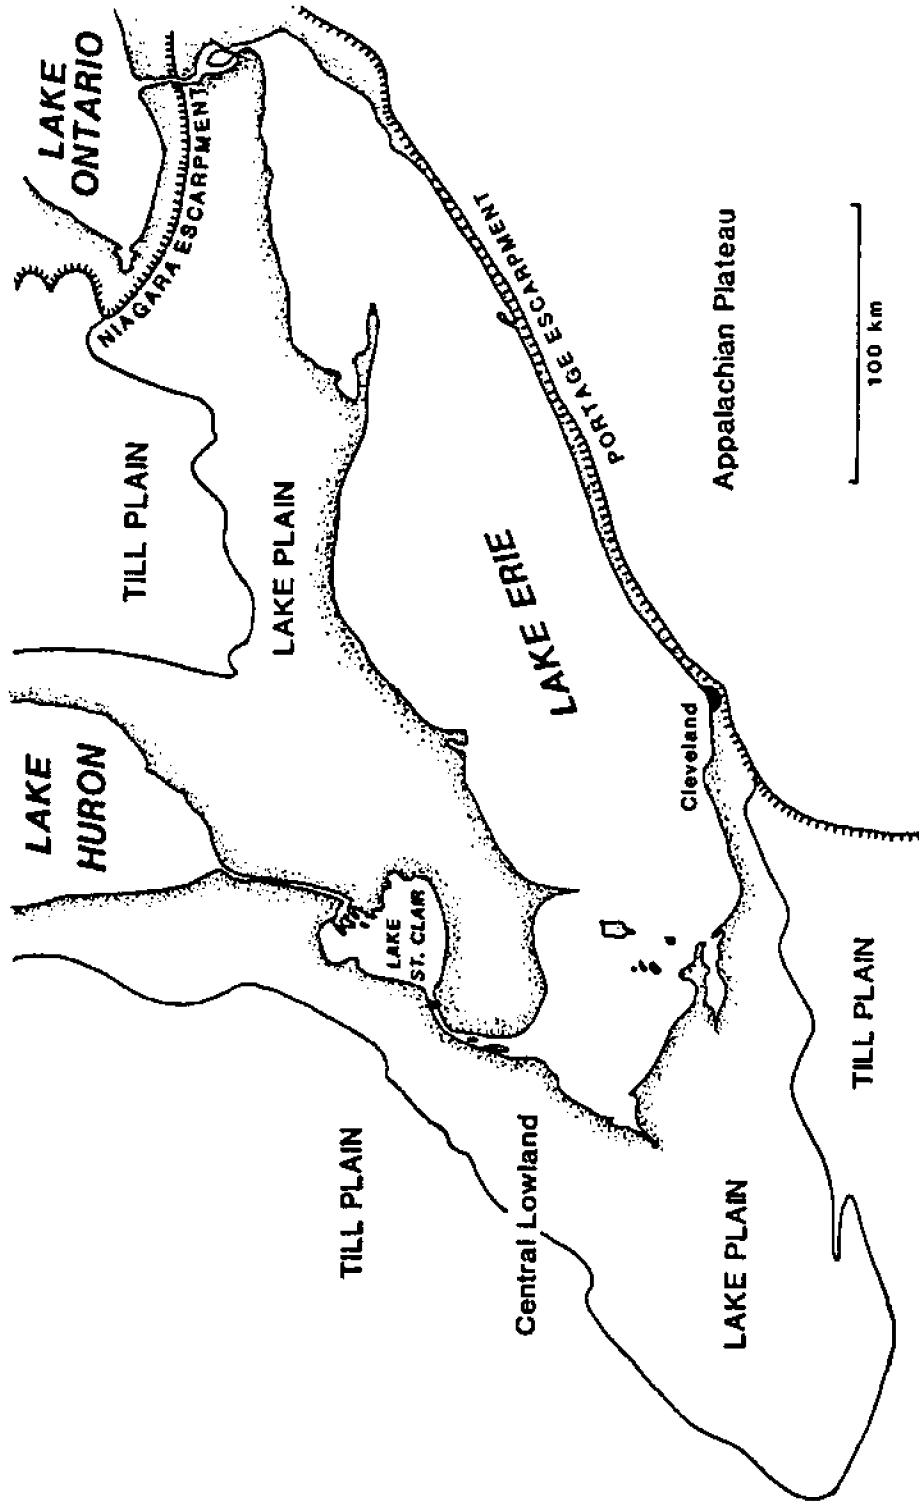 LAKE
HURON
LAKE
ONTARIO
TILL PLAIN
NIAGARA ESCARPMENT
LAKE PLAIN
TILL PLAIN
LAKE
ST. CLAIR
LAKE ERIE
PORTAGE ESCARPMENT
Central Lowland
Cleveland
Appalachian Plateau
LAKE PLAIN
TILL PLAIN
100 km